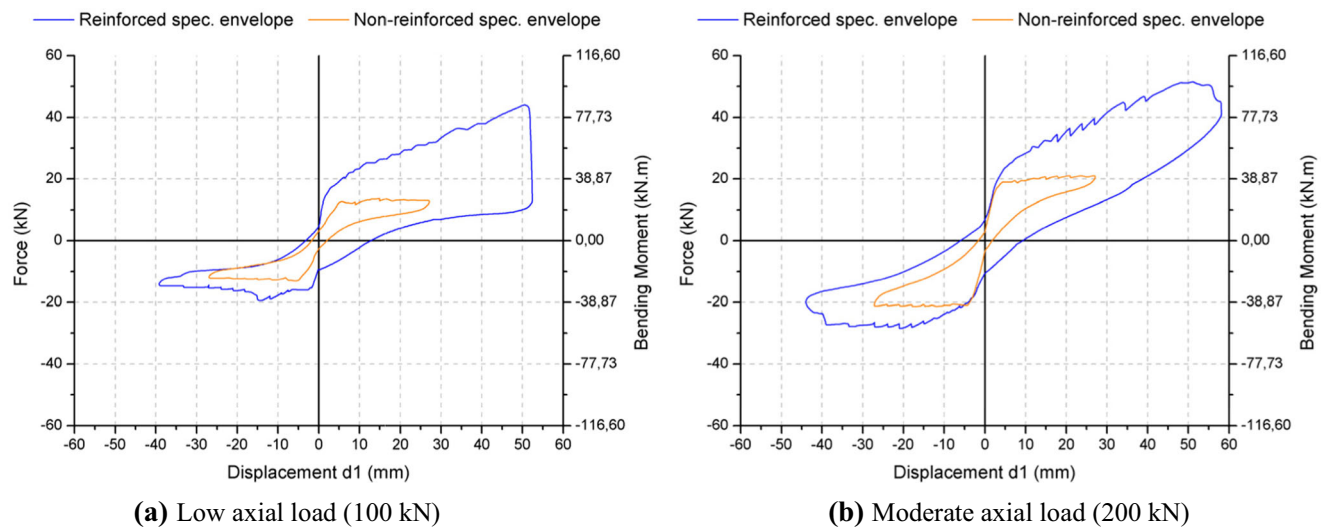 Reinforced spec. envelope Non-reinforced spec. envelope
60 116,60
40 77,73
20 38,87
0 0,00
-20 -38,87
-40 -77,73
-60 -116,60
Force (kN)
Bending Moment (kN.m)
-60 -50 -40 -30 -20 -10 0 10 20 30 40 50 60
Displacement d1 (mm)
(a) Low axial load (100 kN)
Reinforced spec. envelope Non-reinforced spec. envelope
60 116,60
40 77,73
20 38,87
0 0,00
-20 -38,87
-40 -77,73
-60 -116,60
Force (kN)
Bending Moment (kN.m)
-60 -50 -40 -30 -20 -10 0 10 20 30 40 50 60
Displacement d1 (mm)
(b) Moderate axial load (200 kN)